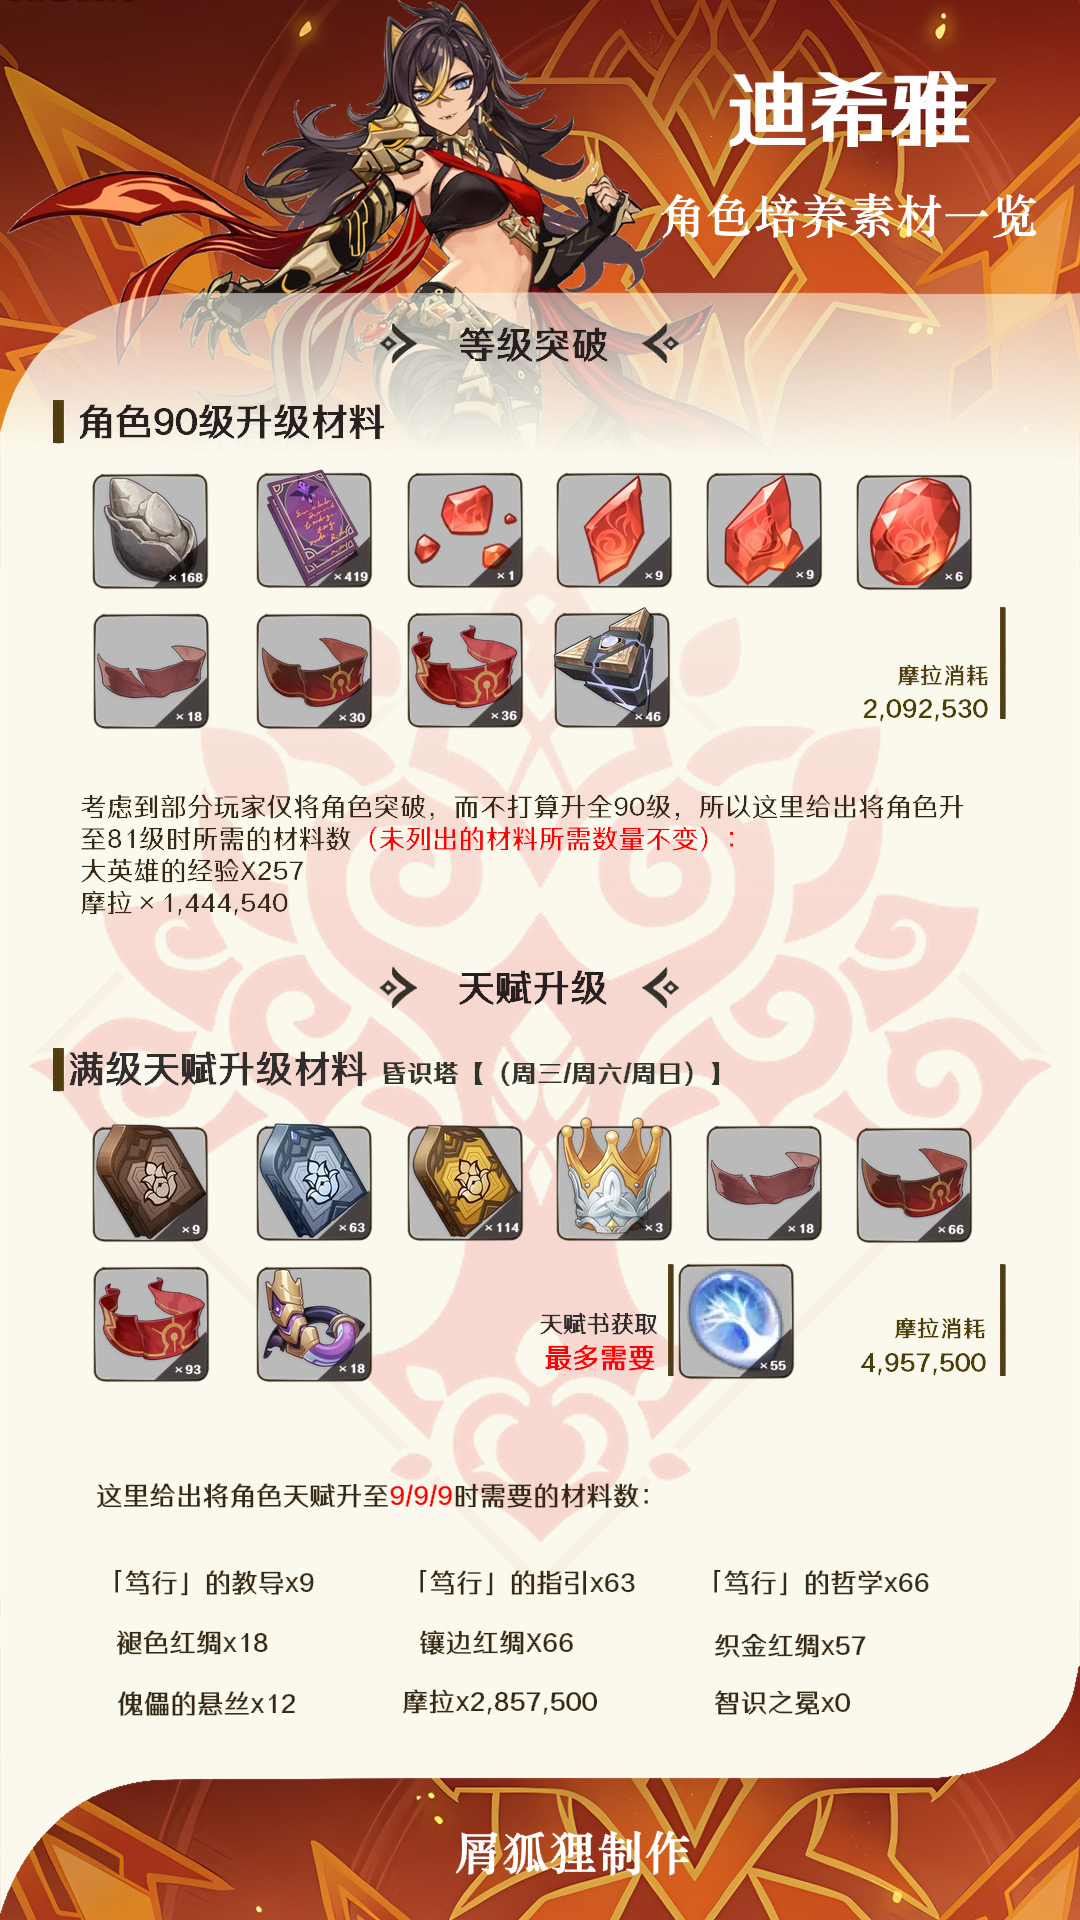 迪希雅
角色培养素材一览
等级突破
角色90级升级材料
×168
×419
×1
×9
×9
×6
×18
×30
×36
×46
摩拉消耗
2,092,530
考虑到部分玩家仅将角色突破，而不打算升全90级，所以这里给出将角色升
至81级时所需的材料数（未列出的材料所需数量不变）：
大英雄的经验X257
摩拉×1,444,540
天赋升级
满级天赋升级材料 昏识塔【（周三/周六/周日）】
×9
×63
×114
×3
×18
×66
×93
×18
天赋书获取
最多需要
×55
摩拉消耗
4,957,500
这里给出将角色天赋升至9/9/9时需要的材料数：
「笃行」的教导x9
「笃行」的指引x63
「笃行」的哲学x66
褪色红绸x18
镶边红绸X66
织金红绸x57
傀儡的悬丝x12
摩拉x2,857,500
智识之冕x0
屑狐狸制作